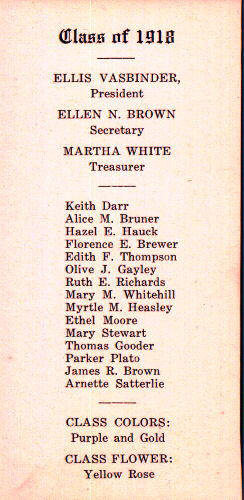 Class of 1918
ELLIS VASBINDER,
President
ELLEN N. BROWN
Secretary
MARTHA WHITE
Treasurer
Keith Darr
Alice M. Bruner
Hazel E. Hauck
Florence E. Brewer
Edith F. Thompson
Olive J. Gayley
Ruth E. Richards
Mary M. Whitehill
Myrtle M. Heasley
Ethel Moore
Mary Stewart
Thomas Gooder
Parker Plato
James R. Brown
Arnette Satterlie
CLASS COLORS:
Purple and Gold
CLASS FLOWER:
Yellow Rose